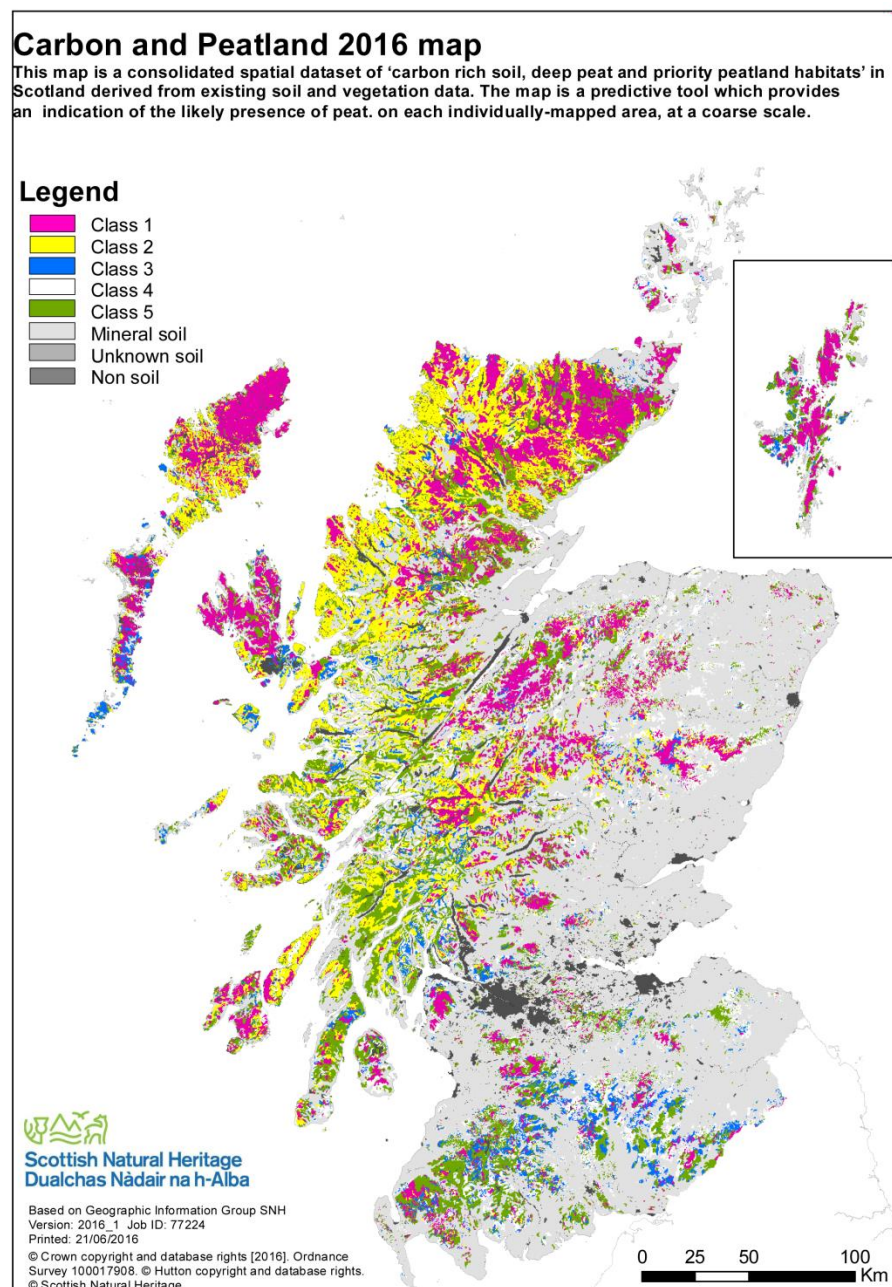 Carbon and Peatland 2016 map
This map is a consolidated spatial dataset of ‘carbon rich soil, deep peat and priority peatland habitats’ in
Scotland derived from existing soil and vegetation data. The map is a predictive tool which provides
an indication of the likely presence of peat. on each individually-mapped area, at a coarse scale.
Legend
Class 1
Class 2
Class 3
Class 4
Class 5
Mineral soil
Unknown soil
Non soil
Scottish Natural Heritage
Dualchas Nàdair na h-Alba
Based on Geographic Information Group SNH
Version: 2016_1 Job ID: 77224
Printed: 21/06/2016
© Crown copyright and database rights [2016]. Ordnance
Survey 100017908. © Hutton copyright and database rights.
© Scottish Natural Heritage
0 25 50 100
Km